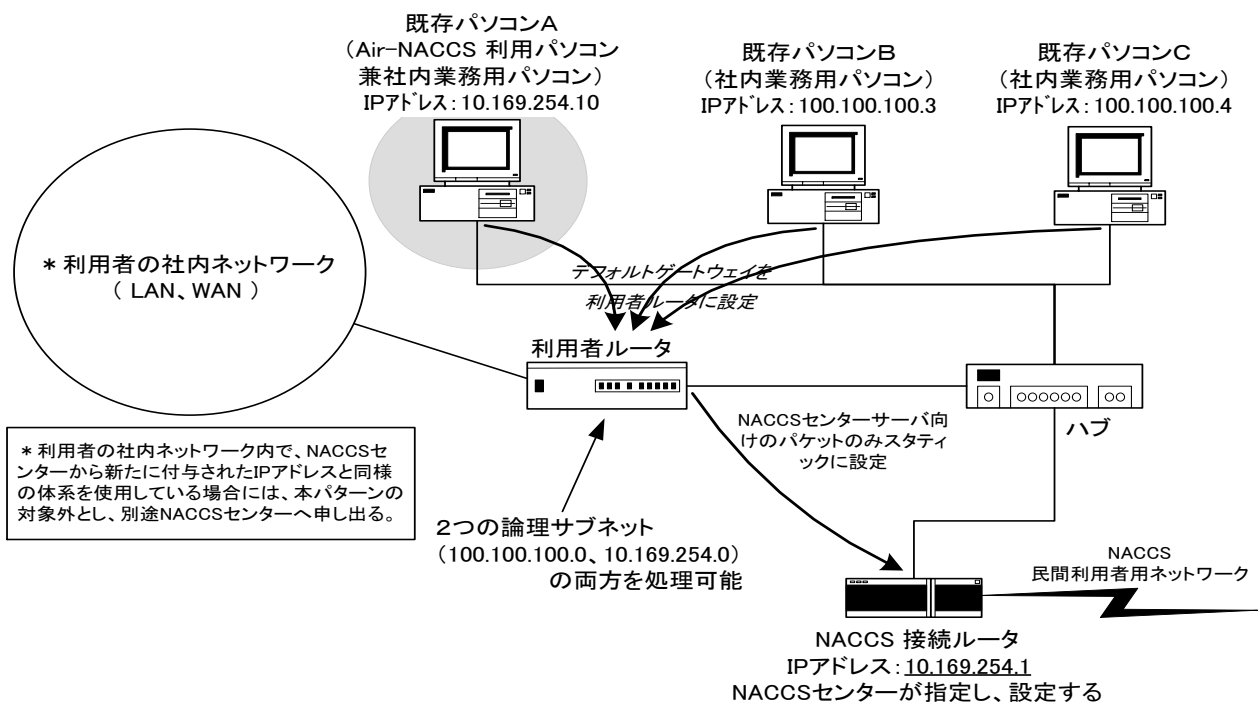 既存パソコンA
（Air-NACCS 利用パソコン
兼社内業務用パソコン）
IPアドレス：10.169.254.10
既存パソコンB
（社内業務用パソコン）
IPアドレス：100.100.100.3
既存パソコンC
（社内業務用パソコン）
IPアドレス：100.100.100.4
＊利用者の社内ネットワーク
（ LAN、WAN ）
デフォルトゲートウェイを
利用者ルータに設定
利用者ルータ
ハブ
NACCSセンターサーバ向
けのパケットのみスタティ
ックに設定
＊利用者の社内ネットワーク内で、NACCSセ
ンターから新たに付与されたIPアドレスと同様
の体系を使用している場合には、本パターンの
対象外とし、別途NACCSセンターへ申し出る。
2つの論理サブネット
（100.100.100.0、10.169.254.0）
の両方を処理可能
NACCS
民間利用者用ネットワーク
NACCS 接続ルータ
IPアドレス：10.169.254.1
NACCSセンターが指定し、設定する